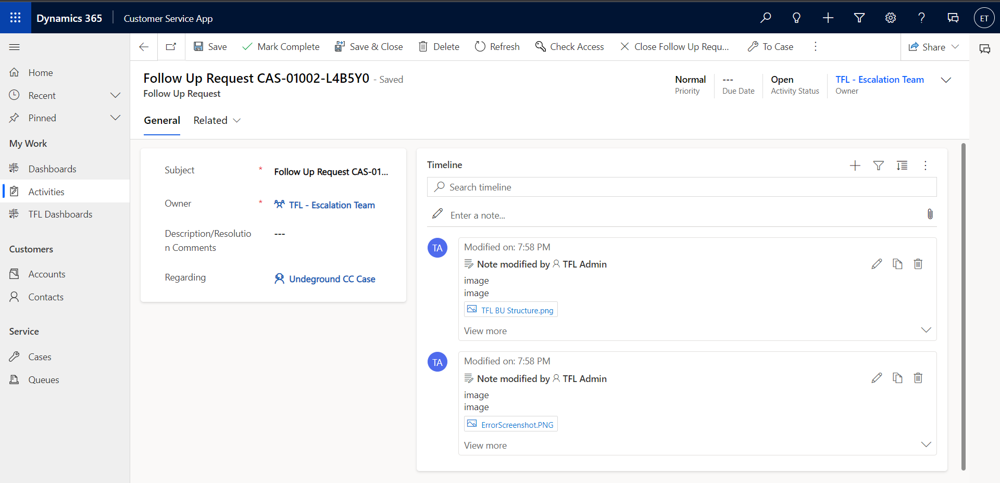 Dynamics 365 Customer Service App ET
Save Mark Complete Save & Close Delete Refresh Check Access Close Follow Up Requ... To Case Share
Home
Recent
Pinned
My Work
Dashboards
Activities
TFL Dashboards
Customers
Accounts
Contacts
Service
Cases
Queues
Follow Up Request CAS-01002-L4B5Y0 - Saved
Follow Up Request
Normal
Priority
---
Due Date
Open
Activity Status
TFL - Escalation Team
Owner
General Related
Subject * Follow Up Request CAS-01...
Owner * TFL - Escalation Team
Description/Resolutio
n Comments
---
Regarding Undeground CC Case
Timeline
Search timeline
Enter a note...
TA
Modified on: 7:58 PM
Note modified by TFL Admin
image
image
TFL BU Structure.png
View more
TA
Modified on: 7:58 PM
Note modified by TFL Admin
image
image
ErrorScreenshot.PNG
View more